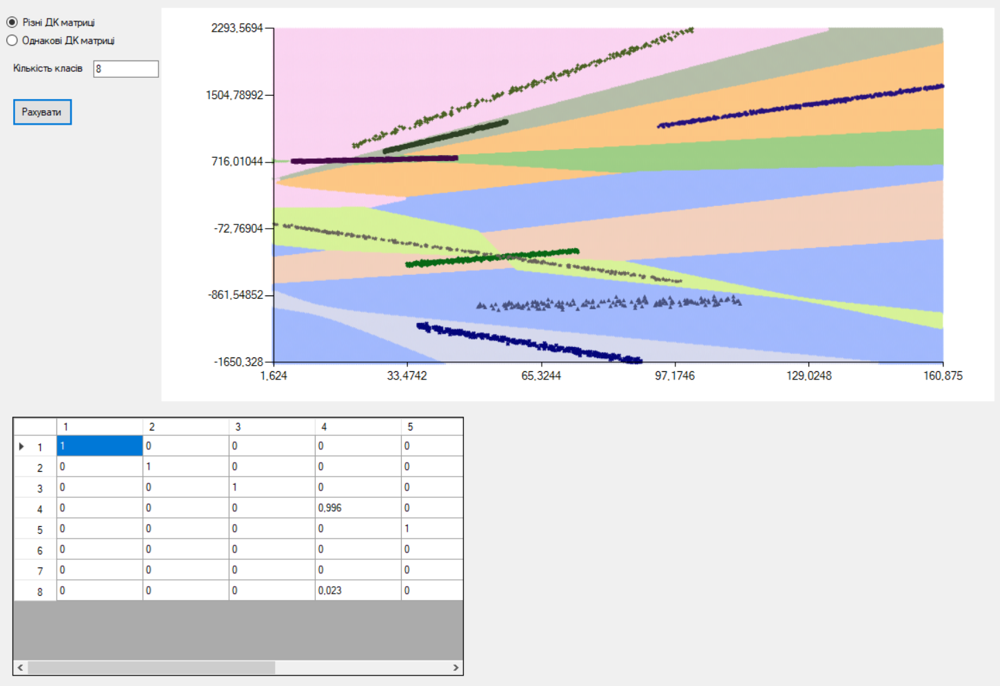 Різні ДК матриці
Однакові ДК матриці
Кількість класів 8
Рахувати
2293,5694
1504,78992
716,01044
-72,76904
-861,54852
-1650,328
1,624 33,4742 65,3244 97,1746 129,0248 160,875
1 2 3 4 5
1 1 0 0 0 0
2 0 1 0 0 0
3 0 0 1 0 0
4 0 0 0 0,996 0
5 0 0 0 0 1
6 0 0 0 0 0
7 0 0 0 0 0
8 0 0 0 0,023 0